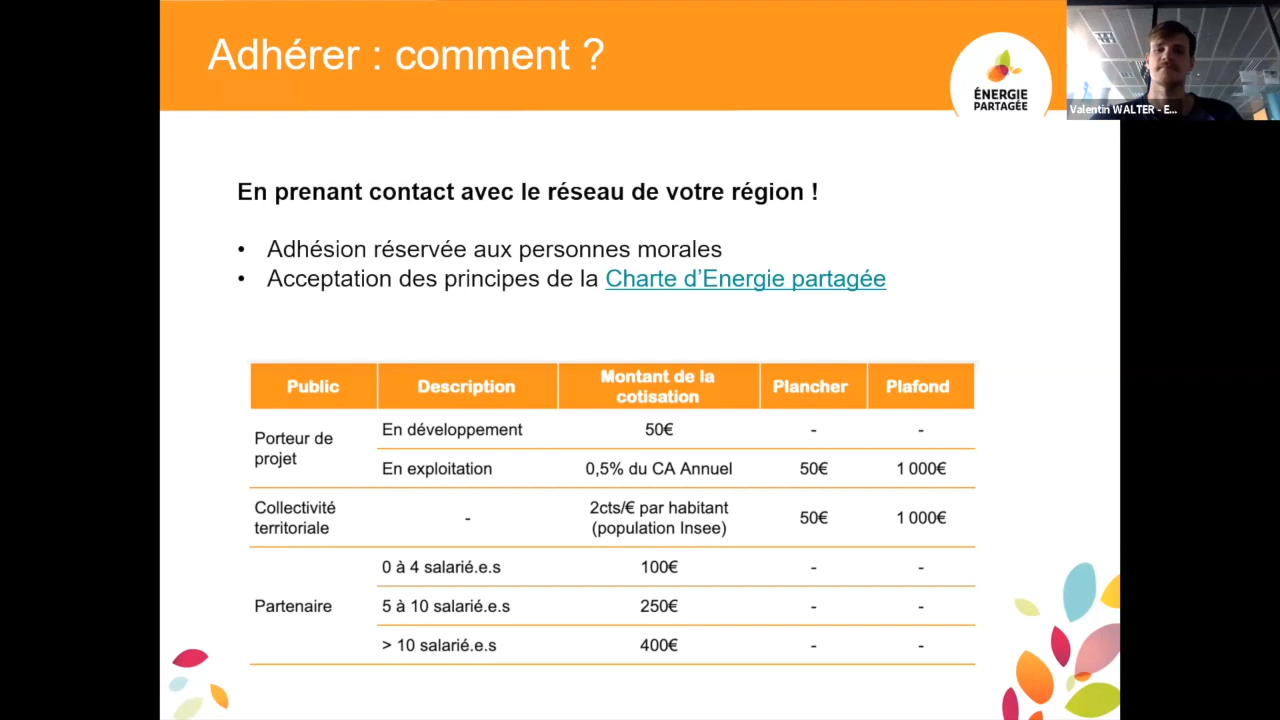 Adhérer : comment ?
ÉNERGIE
PARTAGÉE
Valentin WALTER - E...
En prenant contact avec le réseau de votre région !
• Adhésion réservée aux personnes morales
• Acceptation des principes de la Charte d'Energie partagée
Public Description Montant de la cotisation Plancher Plafond
Porteur de projet
En développement 50€ - -
En exploitation 0,5% du CA Annuel 50€ 1 000€
Collectivité territoriale - 2cts/€ par habitant (population Insee) 50€ 1 000€
Partenaire
0 à 4 salarié.e.s 100€ - -
5 à 10 salarié.e.s 250€ - -
> 10 salarié.e.s 400€ - -